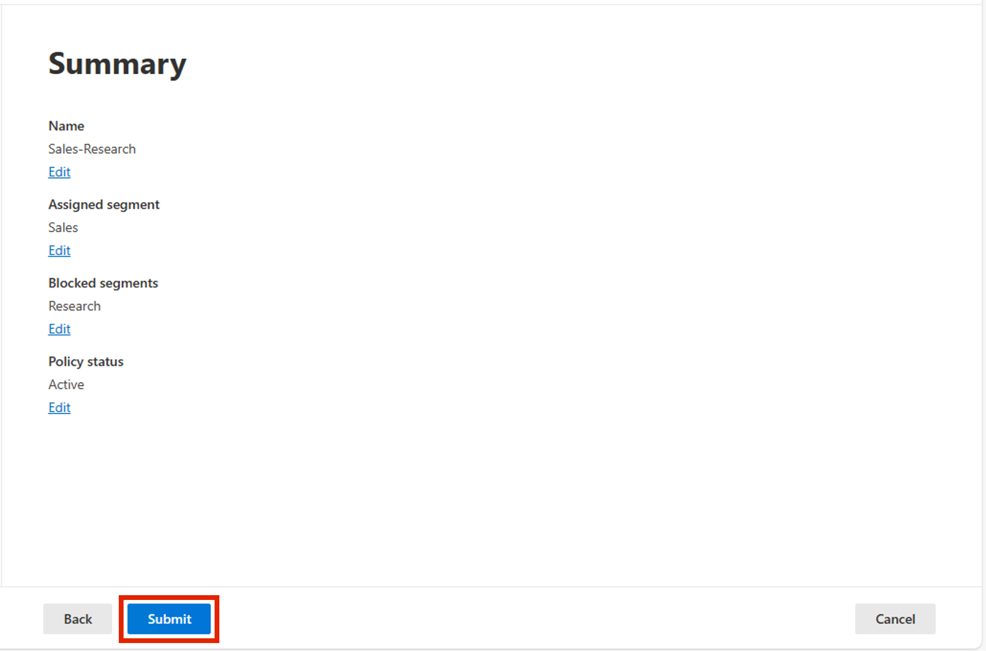 Summary
Name
Sales-Research
Edit
Assigned segment
Sales
Edit
Blocked segments
Research
Edit
Policy status
Active
Edit
Back Submit Cancel